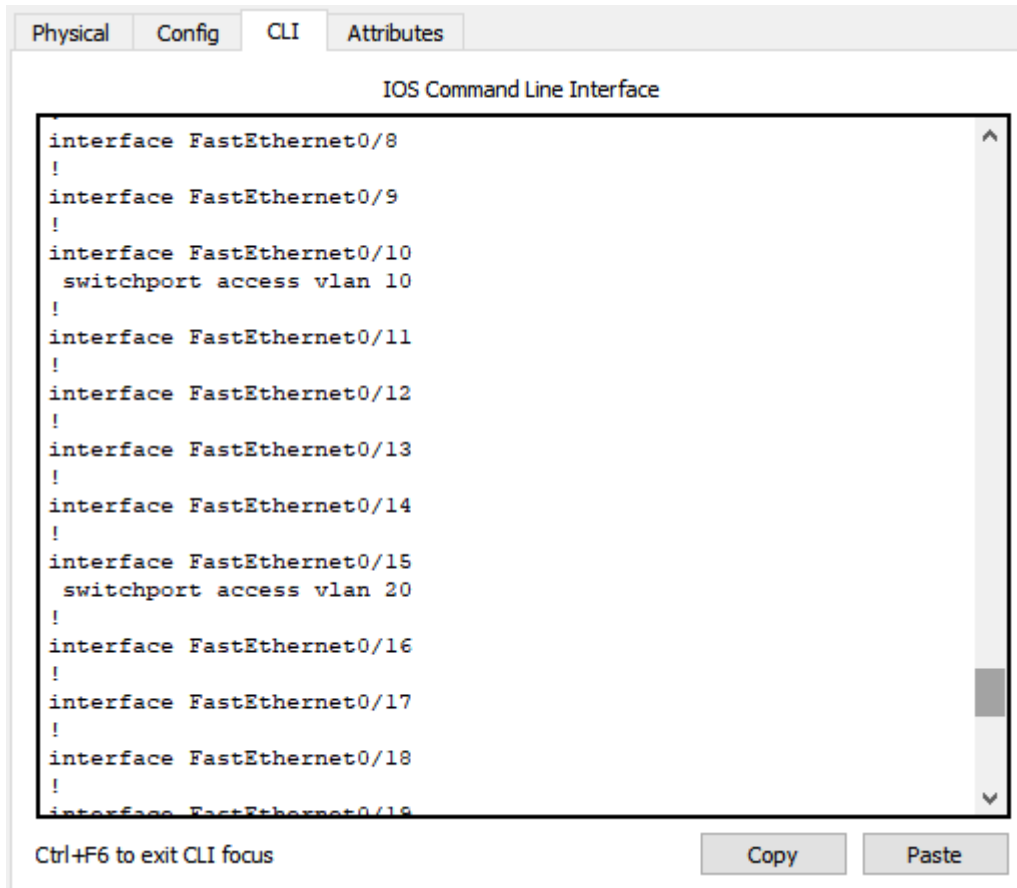 Physical Config CLI Attributes
IOS Command Line Interface
!
interface FastEthernet0/8
!
interface FastEthernet0/9
!
interface FastEthernet0/10
 switchport access vlan 10
!
interface FastEthernet0/11
!
interface FastEthernet0/12
!
interface FastEthernet0/13
!
interface FastEthernet0/14
!
interface FastEthernet0/15
 switchport access vlan 20
!
interface FastEthernet0/16
!
interface FastEthernet0/17
!
interface FastEthernet0/18
!
interface FastEthernet0/19
Ctrl+F6 to exit CLI focus Copy Paste